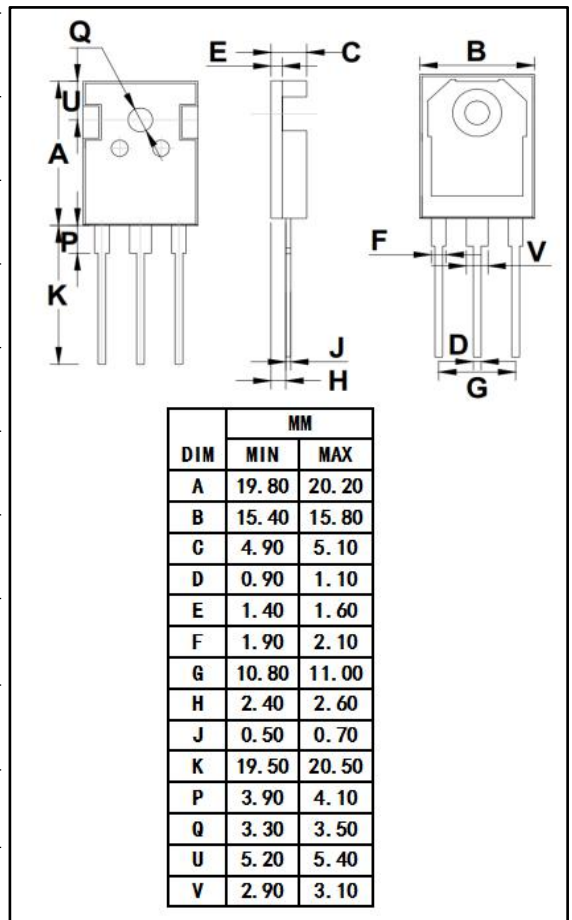 Q
E C B
U
A
P
K
F V
J
D
H
G
MM
DIM MIN MAX
A 19.80 20.20
B 15.40 15.80
C 4.90 5.10
D 0.90 1.10
E 1.40 1.60
F 1.90 2.10
G 10.80 11.00
H 2.40 2.60
J 0.50 0.70
K 19.50 20.50
P 3.90 4.10
Q 3.30 3.50
U 5.20 5.40
V 2.90 3.10